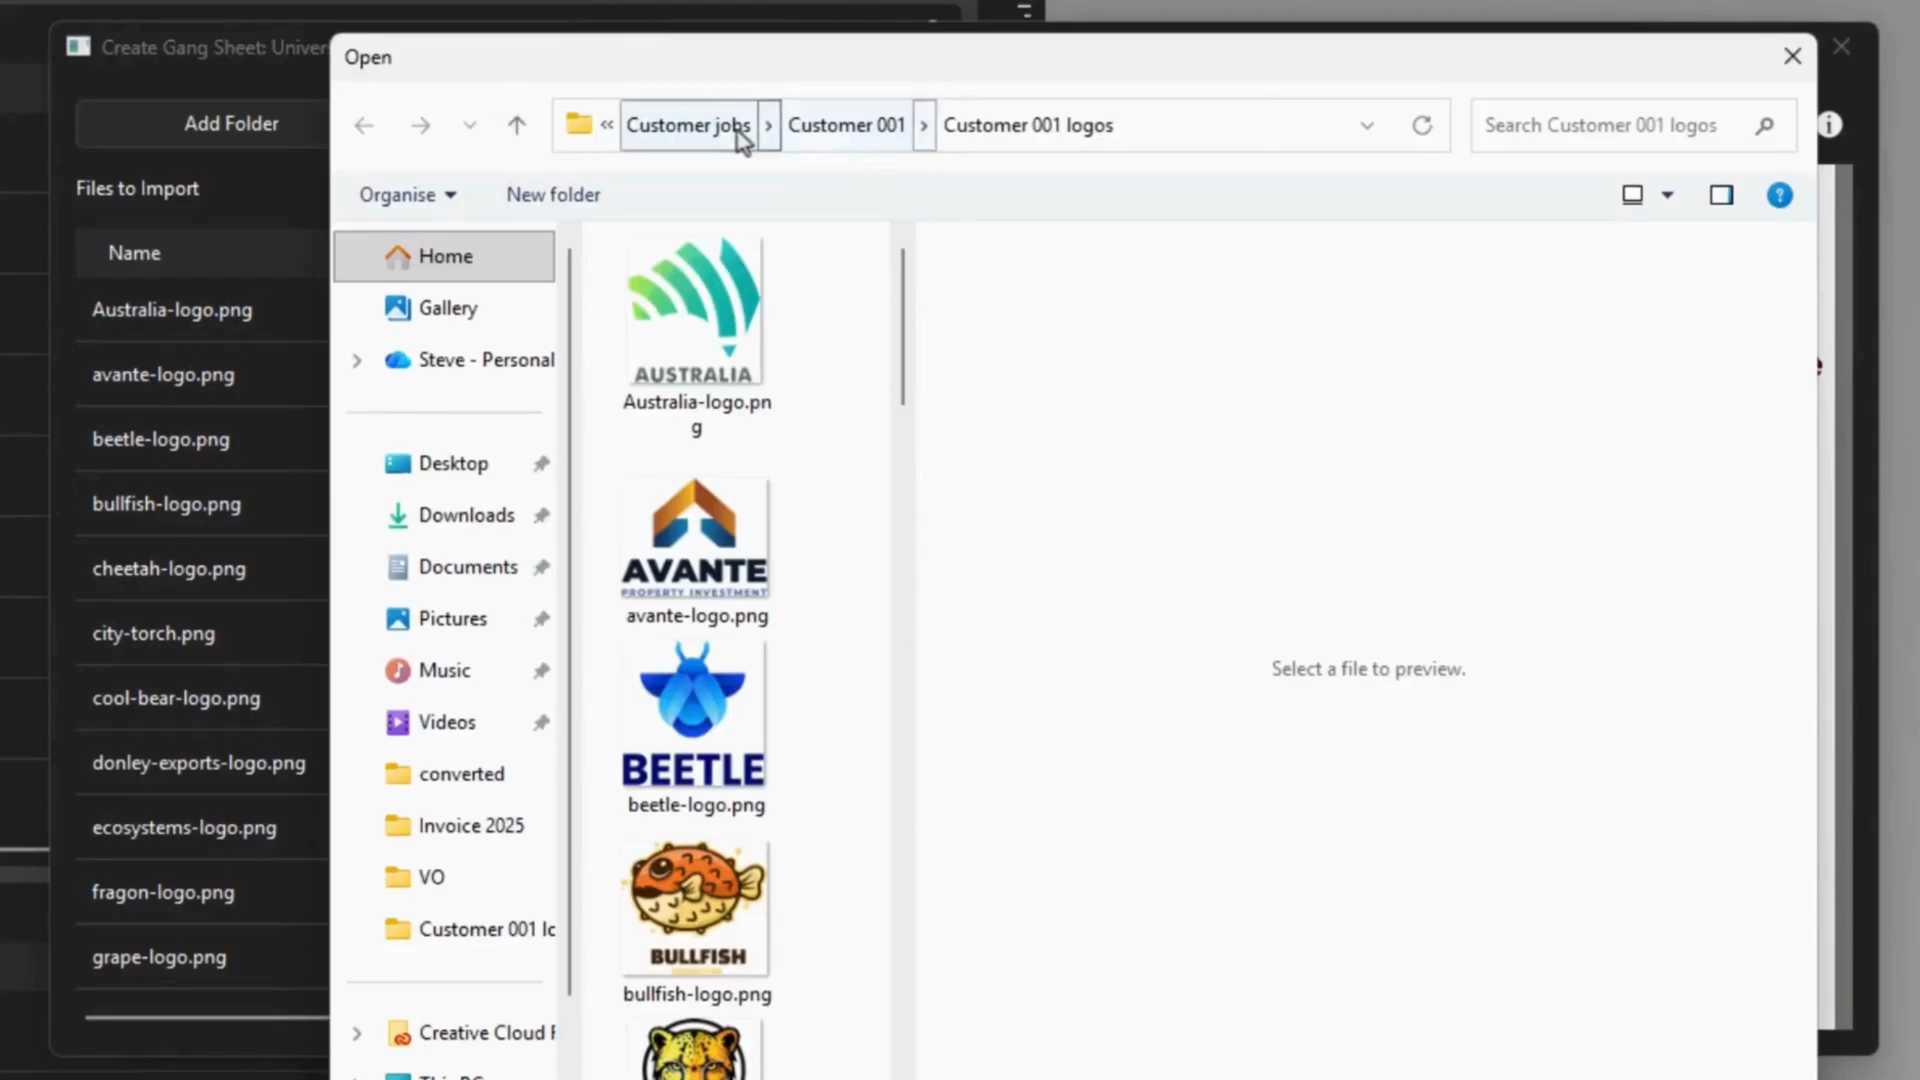 Create Gang Sheet: Univer
Add Folder
Files to Import
Name
Australia-logo.png
avante-logo.png
beetle-logo.png
bullfish-logo.png
cheetah-logo.png
city-torch.png
cool-bear-logo.png
donley-exports-logo.png
ecosystems-logo.png
fragon-logo.png
grape-logo.png
Open
« Customer jobs > Customer 001 > Customer 001 logos
Search Customer 001 logos
Organise
New folder
Home
Gallery
Steve - Personal
Desktop
Downloads
Documents
Pictures
Music
Videos
converted
Invoice 2025
VO
Customer 001 lo
Creative Cloud F
AUSTRALIA
Australia-logo.pn
g
AVANTE
PROPERTY INVESTMENT
avante-logo.png
BEETLE
beetle-logo.png
BULLFISH
bullfish-logo.png
Select a file to preview.